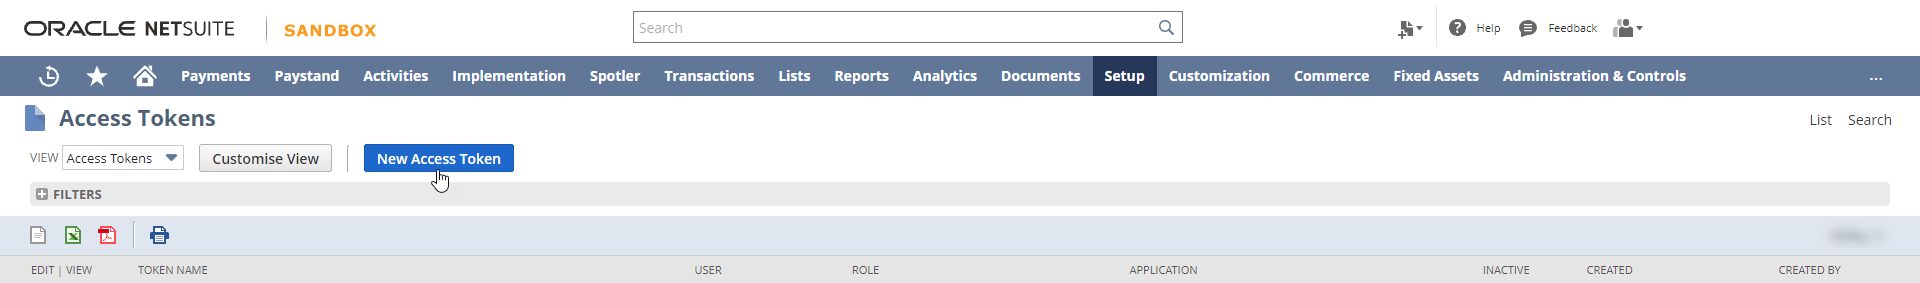 ORACLE NETSUITE SANDBOX Search Help Feedback
Payments Paystand Activities Implementation Spotler Transactions Lists Reports Analytics Documents Setup Customization Commerce Fixed Assets Administration & Controls ...
Access Tokens List Search
VIEW Access Tokens Customise View New Access Token
FILTERS
EDIT | VIEW TOKEN NAME USER ROLE APPLICATION INACTIVE CREATED CREATED BY